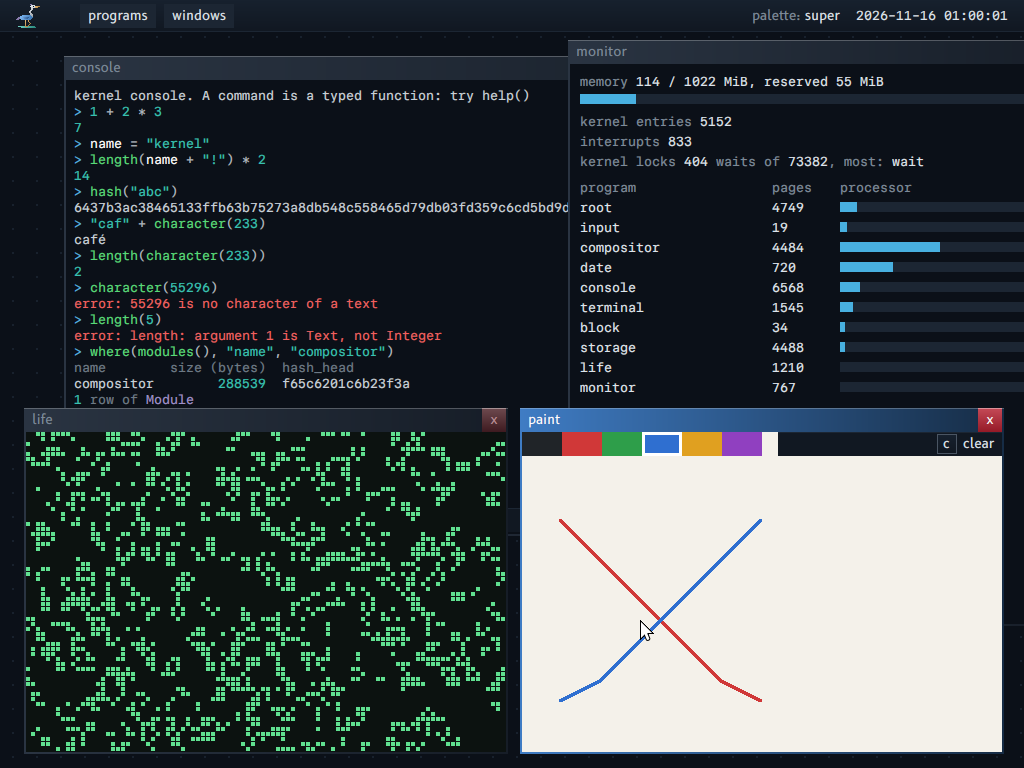 programs windows palette: super 2026-11-16 01:00:01
console
kernel console. A command is a typed function: try help()
> 1 + 2 * 3
7
> name = "kernel"
> length(name + "!") * 2
14
> hash("abc")
6437b3ac38465133ffb63b75273a8db548c558465d79db03fd359c6cd5bd9d
> "caf" + character(233)
café
> length(character(233))
2
> character(55296)
error: 55296 is no character of a text
> length(5)
error: length: argument 1 is Text, not Integer
> where(modules(), "name", "compositor")
name size (bytes) hash_head
compositor 288539 f65c6201c6b23f3a
1 row of Module
monitor
memory 114 / 1022 MiB, reserved 55 MiB
kernel entries 5152
interrupts 833
kernel locks 404 waits of 73382, most: wait
program pages processor
root 4749
input 19
compositor 4484
date 720
console 6568
terminal 1545
block 34
storage 4488
life 1210
monitor 767
life x
paint x
c clear